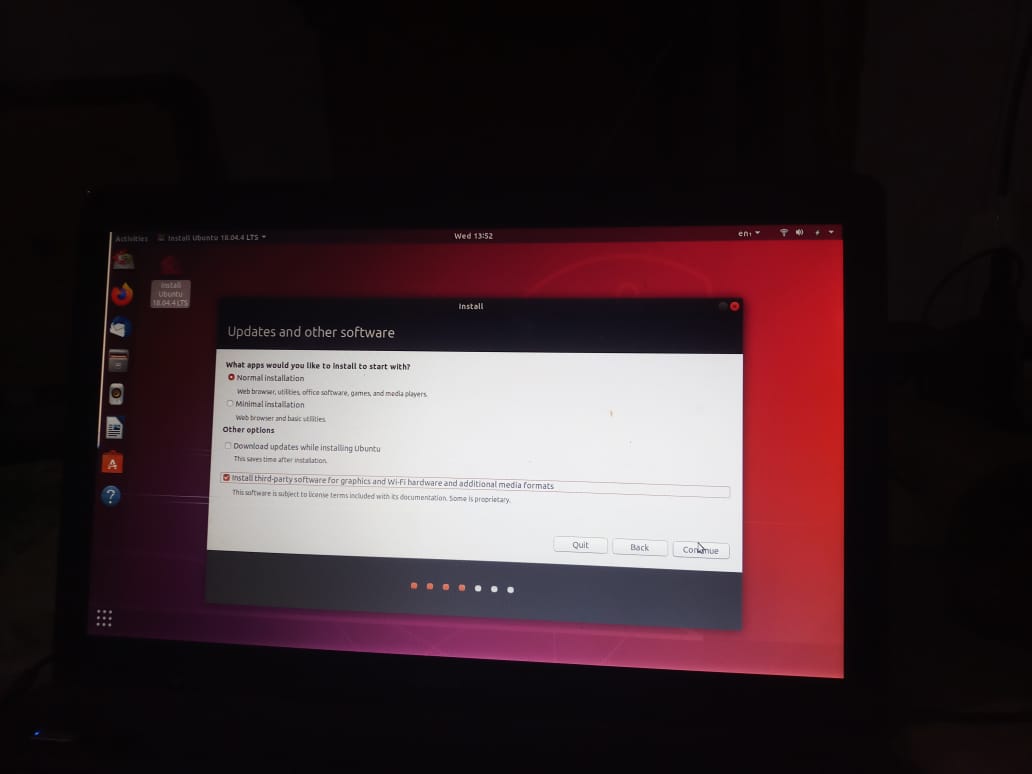 Activities
Install Ubuntu 18.04.4 LTS
Wed 13:52
en₁
Install
Ubuntu
18.04.4 LTS
Install
Updates and other software
What apps would you like to install to start with?
Normal installation
Web browser, utilities, office software, games, and media players.
Minimal installation
Web browser and basic utilities.
Other options
Download updates while installing Ubuntu
This saves time after installation.
Install third-party software for graphics and Wi-Fi hardware and additional media formats
This software is subject to license terms included with its documentation. Some is proprietary.
Quit
Back
Continue